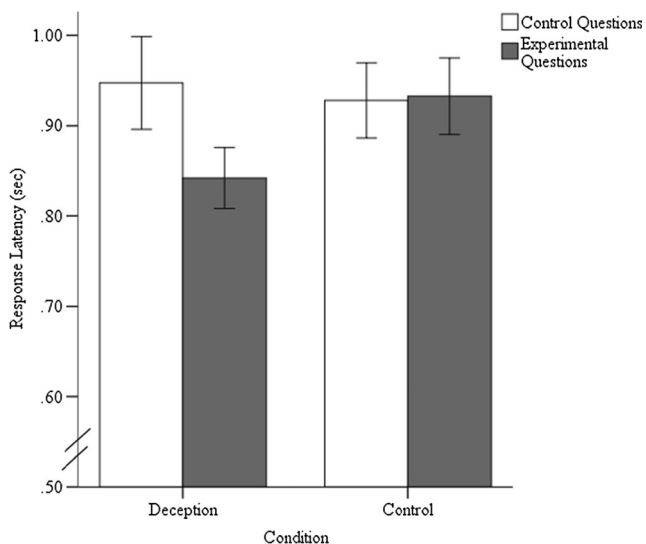 Control Questions
Experimental
Questions
1.00
.90
.80
.70
.60
.50
Response Latency (sec)
Deception
Control
Condition